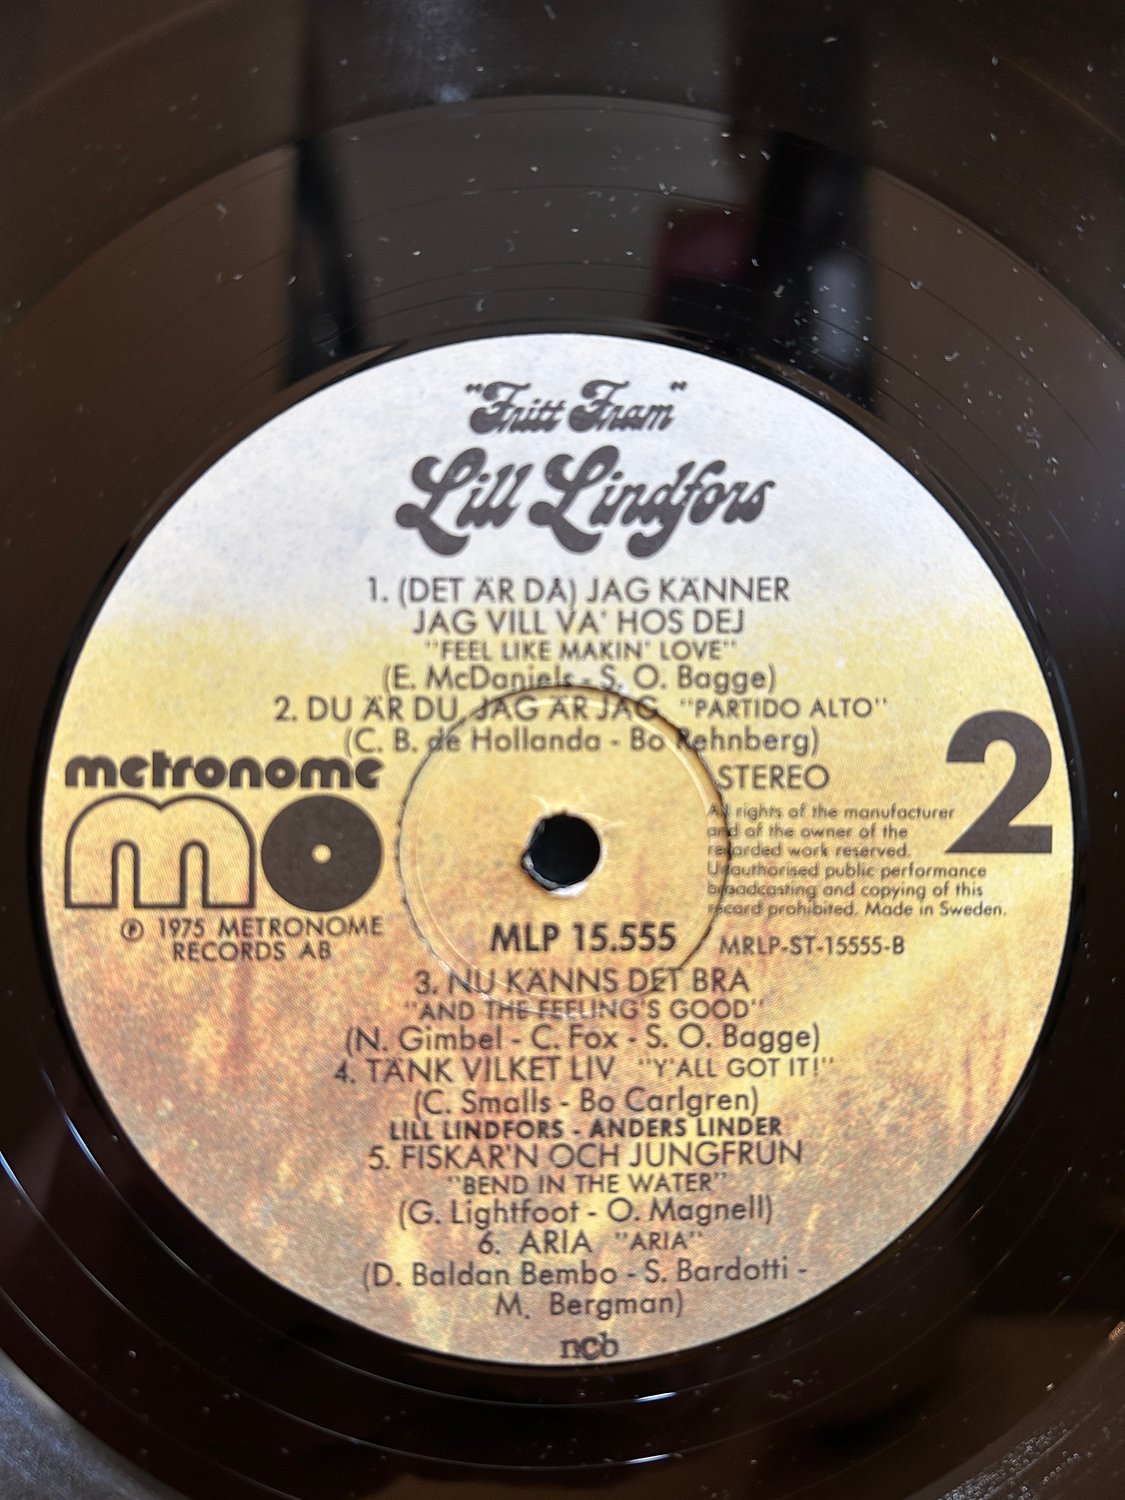 "Fritt Fram"
Lill Lindfors
1. (DET ÄR DÅ) JAG KÄNNER
JAG VILL VA' HOS DEJ
"FEEL LIKE MAKIN' LOVE"
(E. McDaniels - S. O. Bagge)
2. DU ÄR DU, JAG ÄR JAG "PARTIDO ALTO"
(C. B. de Hollanda - Bo Rehnberg)
metronome
mo
℗ 1975 METRONOME
RECORDS AB
STEREO
2
All rights of the manufacturer
and of the owner of the
recorded work reserved.
Unauthorised public performance
broadcasting and copying of this
record prohibited. Made in Sweden.
MLP 15.555
MRLP-ST-15555-B
3. NU KÄNNS DET BRA
"AND THE FEELING'S GOOD"
(N. Gimbel - C. Fox - S. O. Bagge)
4. TÄNK VILKET LIV "Y'ALL GOT IT!"
(C. Smalls - Bo Carlgren)
LILL LINDFORS - ANDERS LINDER
5. FISKAR'N OCH JUNGFRUN
"BEND IN THE WATER"
(G. Lightfoot - O. Magnell)
6. ARIA "ARIA"
(D. Baldan Bembo - S. Bardotti -
M. Bergman)
ncb